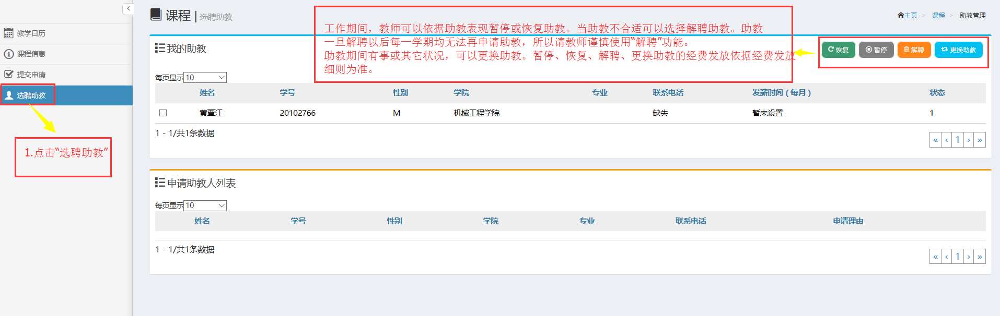 课程 | 选聘助教
主页 > 课程 > 助教管理
教学日历
课程信息
提交申请
选聘助教
1.点击“选聘助教”
工作期间，教师可以依据助教表现暂停或恢复助教。当助教不合适可以选择解聘助教。助教
一旦解聘以后每一学期均无法再申请助教，所以请教师谨慎使用“解聘”功能。
助教期间有事或其它状况，可以更换助教。暂停、恢复、解聘、更换助教的经费发放依据经费发放
细则为准。
恢复 暂停 解聘 更换助教
我的助教
每页显示 10
姓名 学号 性别 学院 专业 联系电话 发薪时间（每月） 状态
黄覃江 20102766 M 机械工程学院 缺失 暂未设置 1
1 - 1/共1条数据
« ‹ 1 › »
申请助教人列表
每页显示 10
姓名 学号 性别 学院 专业 联系电话 申请理由
1 - 1/共1条数据
« ‹ 1 › »